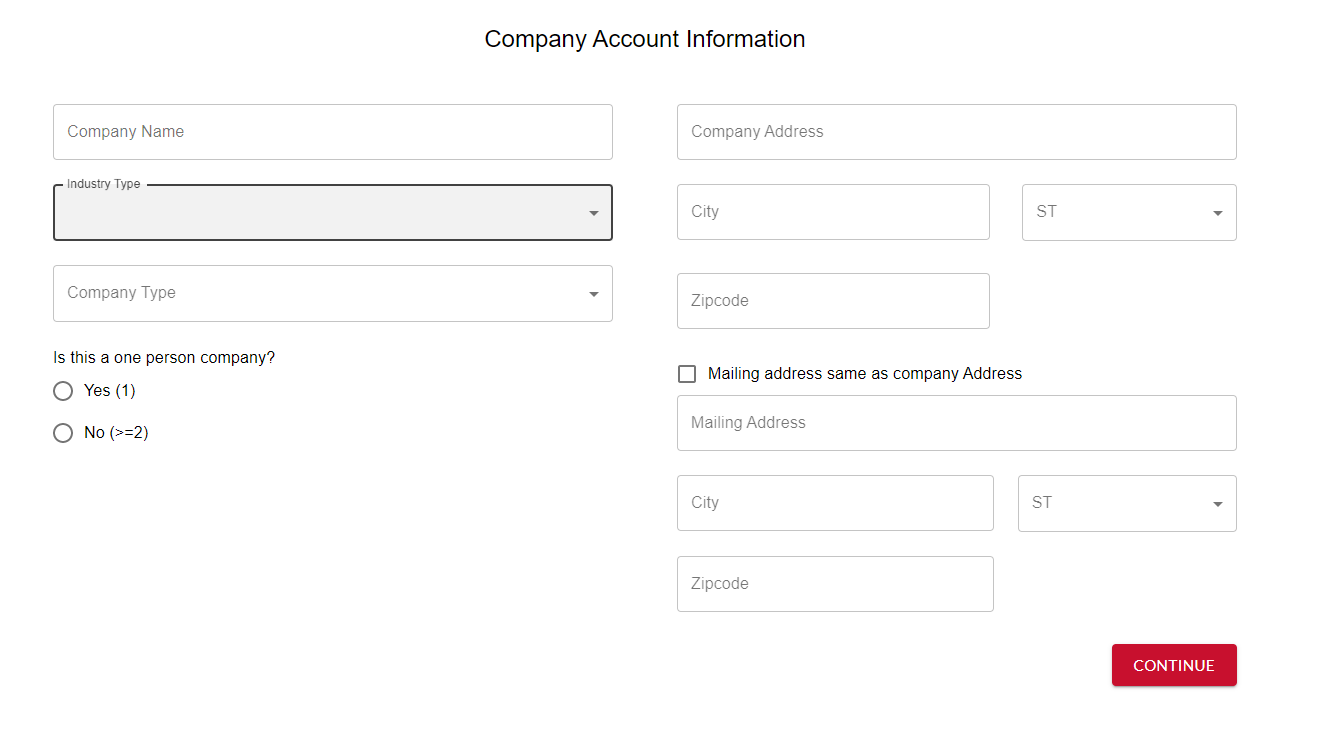 Company Account Information
Company Name
Industry Type
Company Type
Is this a one person company?
Yes (1)
No (>=2)
Company Address
City
ST
Zipcode
Mailing address same as company Address
Mailing Address
City
ST
Zipcode
CONTINUE